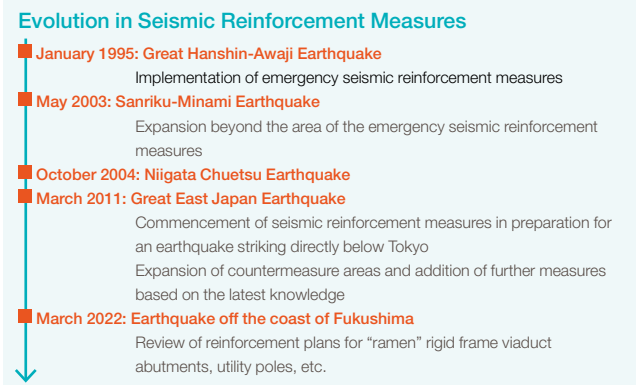 Evolution in Seismic Reinforcement Measures
January 1995: Great Hanshin-Awaji Earthquake
Implementation of emergency seismic reinforcement measures
May 2003: Sanriku-Minami Earthquake
Expansion beyond the area of the emergency seismic reinforcement
measures
October 2004: Niigata Chuetsu Earthquake
March 2011: Great East Japan Earthquake
Commencement of seismic reinforcement measures in preparation for
an earthquake striking directly below Tokyo
Expansion of countermeasure areas and addition of further measures
based on the latest knowledge
March 2022: Earthquake off the coast of Fukushima
Review of reinforcement plans for “ramen” rigid frame viaduct
abutments, utility poles, etc.